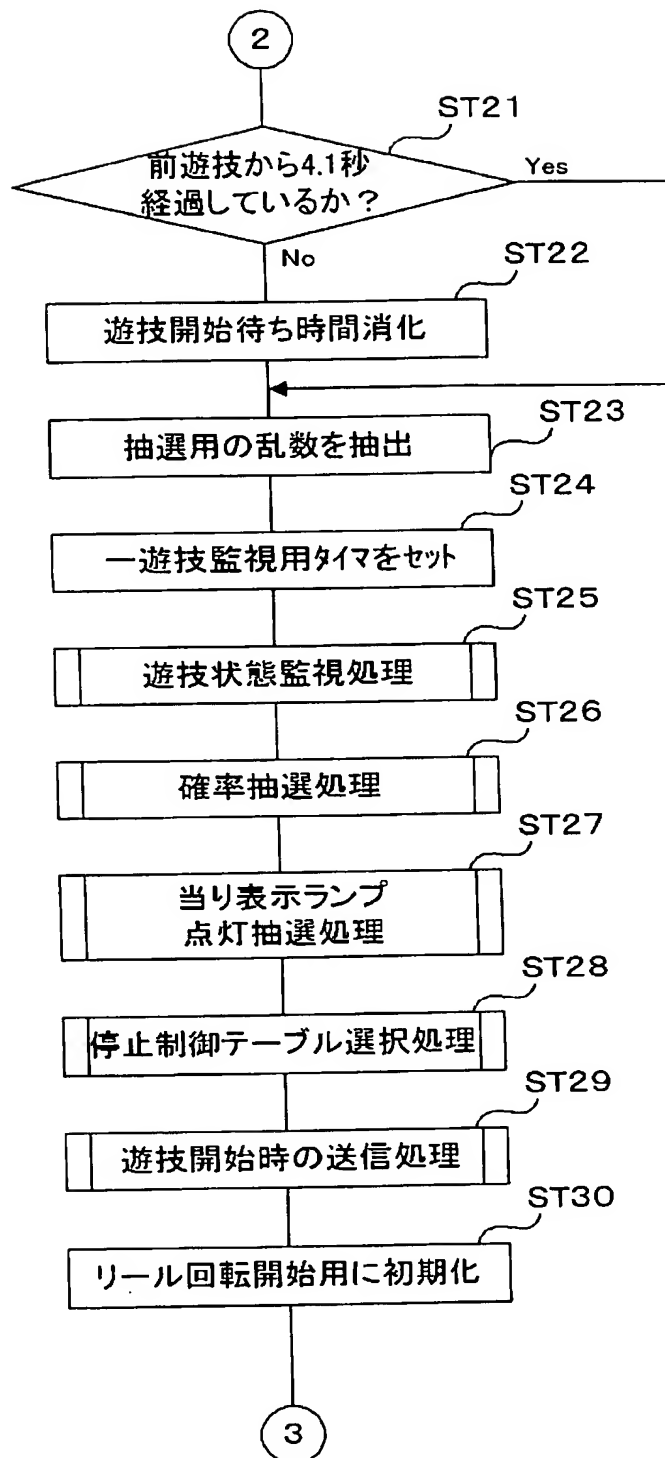 2
ST21
前遊技から4.1秒
経過しているか？
Yes
No
ST22
遊技開始待ち時間消化
ST23
抽選用の乱数を抽出
ST24
一遊技監視用タイマをセット
ST25
遊技状態監視処理
ST26
確率抽選処理
ST27
当り表示ランプ
点灯抽選処理
ST28
停止制御テーブル選択処理
ST29
遊技開始時の送信処理
ST30
リール回転開始用に初期化
3